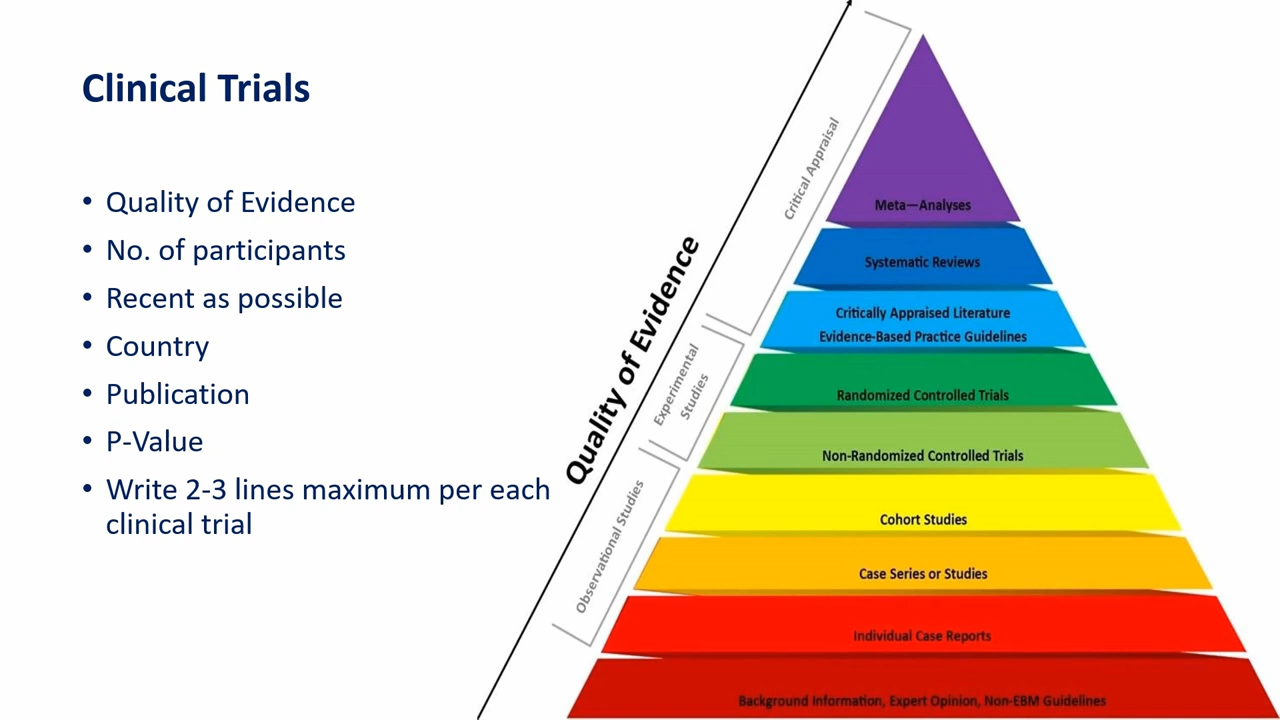 Clinical Trials
• Quality of Evidence
• No. of participants
• Recent as possible
• Country
• Publication
• P-Value
• Write 2-3 lines maximum per each
clinical trial
Quality of Evidence
Critical Appraisal
Experimental
Studies
Observational Studies
Meta—Analyses
Systematic Reviews
Critically Appraised Literature
Evidence-Based Practice Guidelines
Randomized Controlled Trials
Non-Randomized Controlled Trials
Cohort Studies
Case Series or Studies
Individual Case Reports
Background Information, Expert Opinion, Non-EBM Guidelines